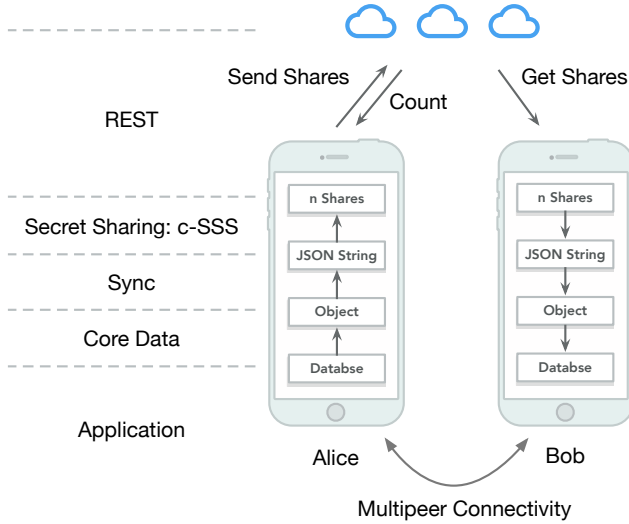 Send Shares
Get Shares
Count
REST
n Shares
n Shares
Secret Sharing: c-SSS
JSON String
JSON String
Sync
Object
Object
Core Data
Databse
Databse
Application
Alice
Bob
Multipeer Connectivity